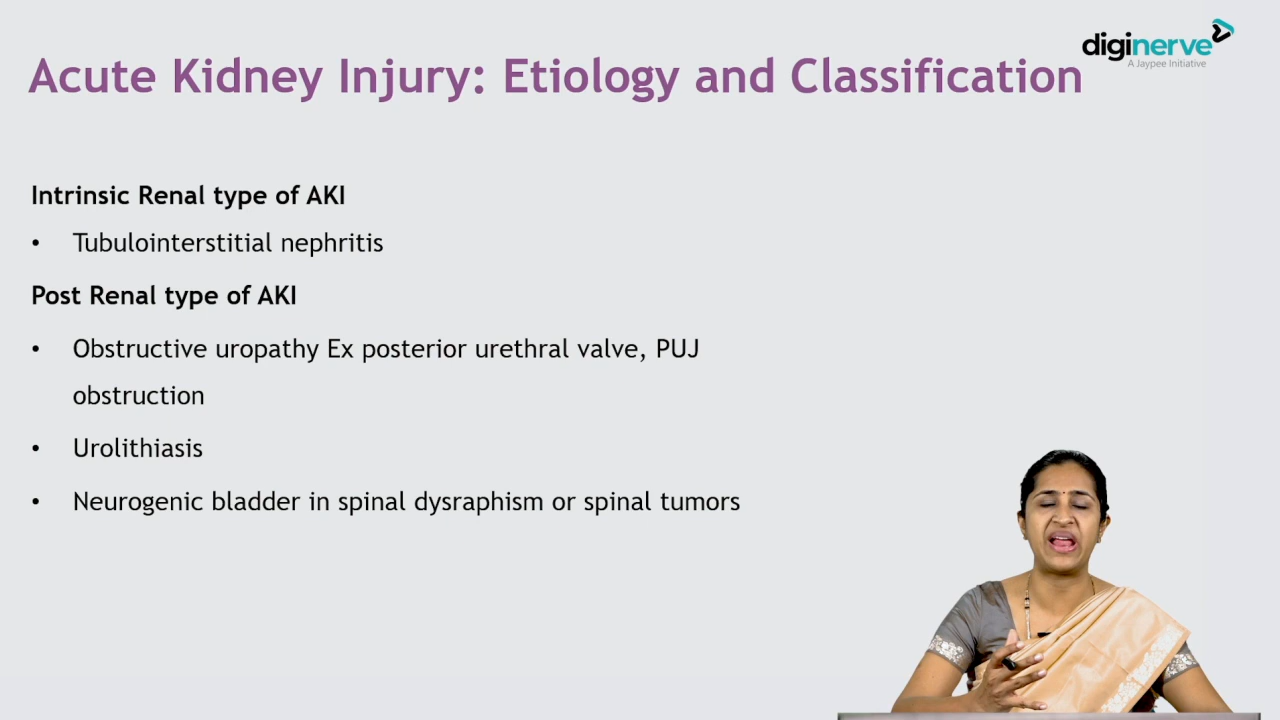 diginerve
A Jaypee Initiative
Acute Kidney Injury: Etiology and Classification
Intrinsic Renal type of AKI
• Tubulointerstitial nephritis
Post Renal type of AKI
• Obstructive uropathy Ex posterior urethral valve, PUJ
obstruction
• Urolithiasis
• Neurogenic bladder in spinal dysraphism or spinal tumors